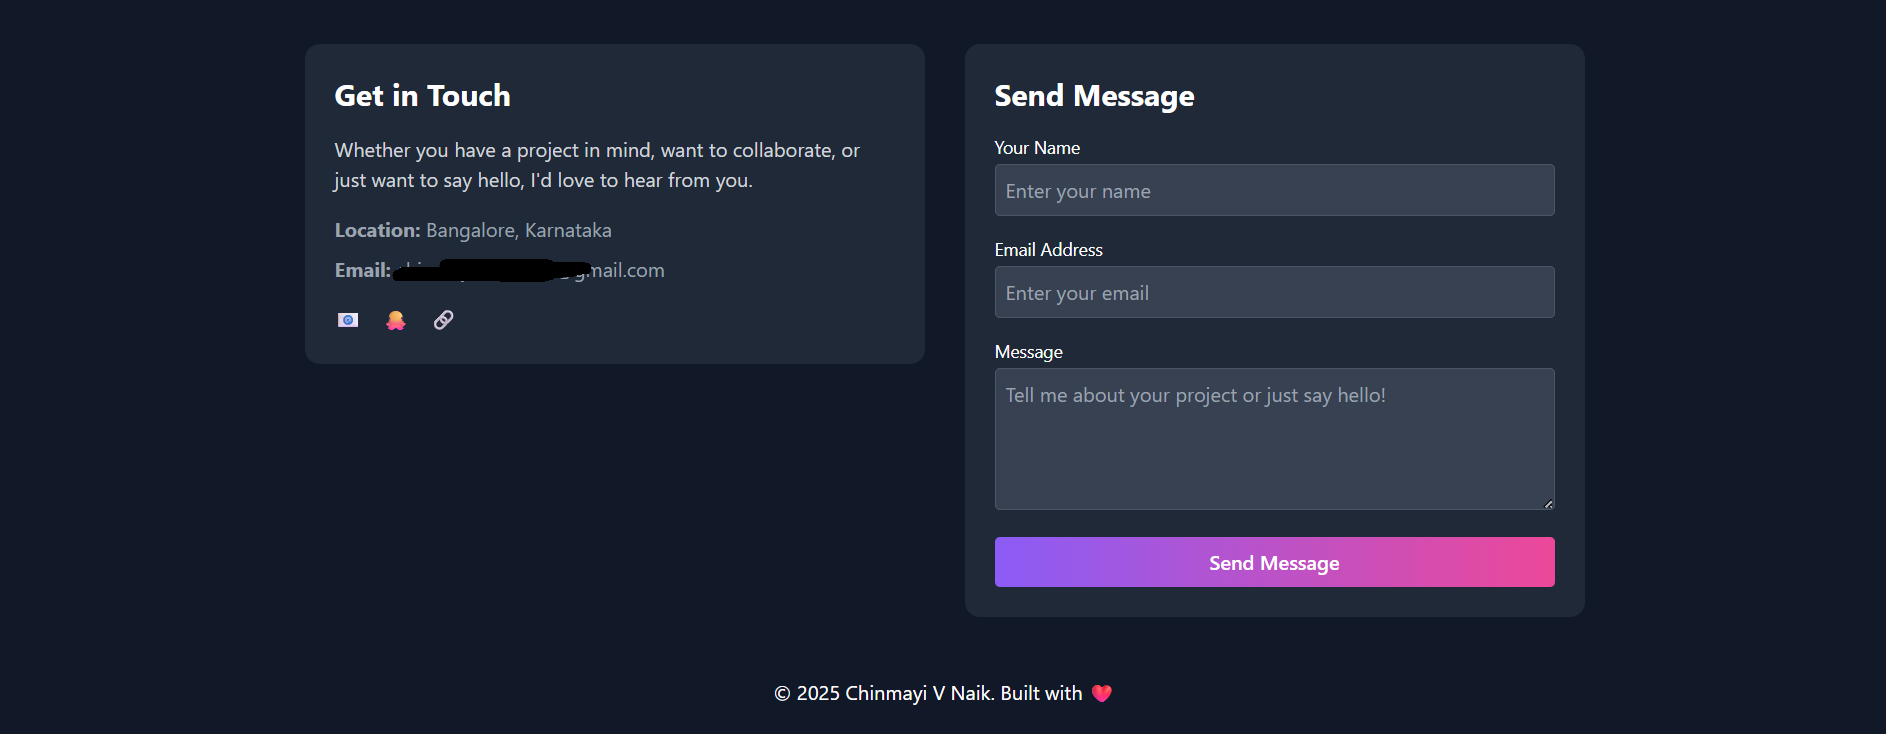 Get in Touch
Whether you have a project in mind, want to collaborate, or
just want to say hello, I'd love to hear from you.
Location: Bangalore, Karnataka
Email: gmail.com
Send Message
Your Name
Enter your name
Email Address
Enter your email
Message
Tell me about your project or just say hello!
Send Message
© 2025 Chinmayi V Naik. Built with ❤️